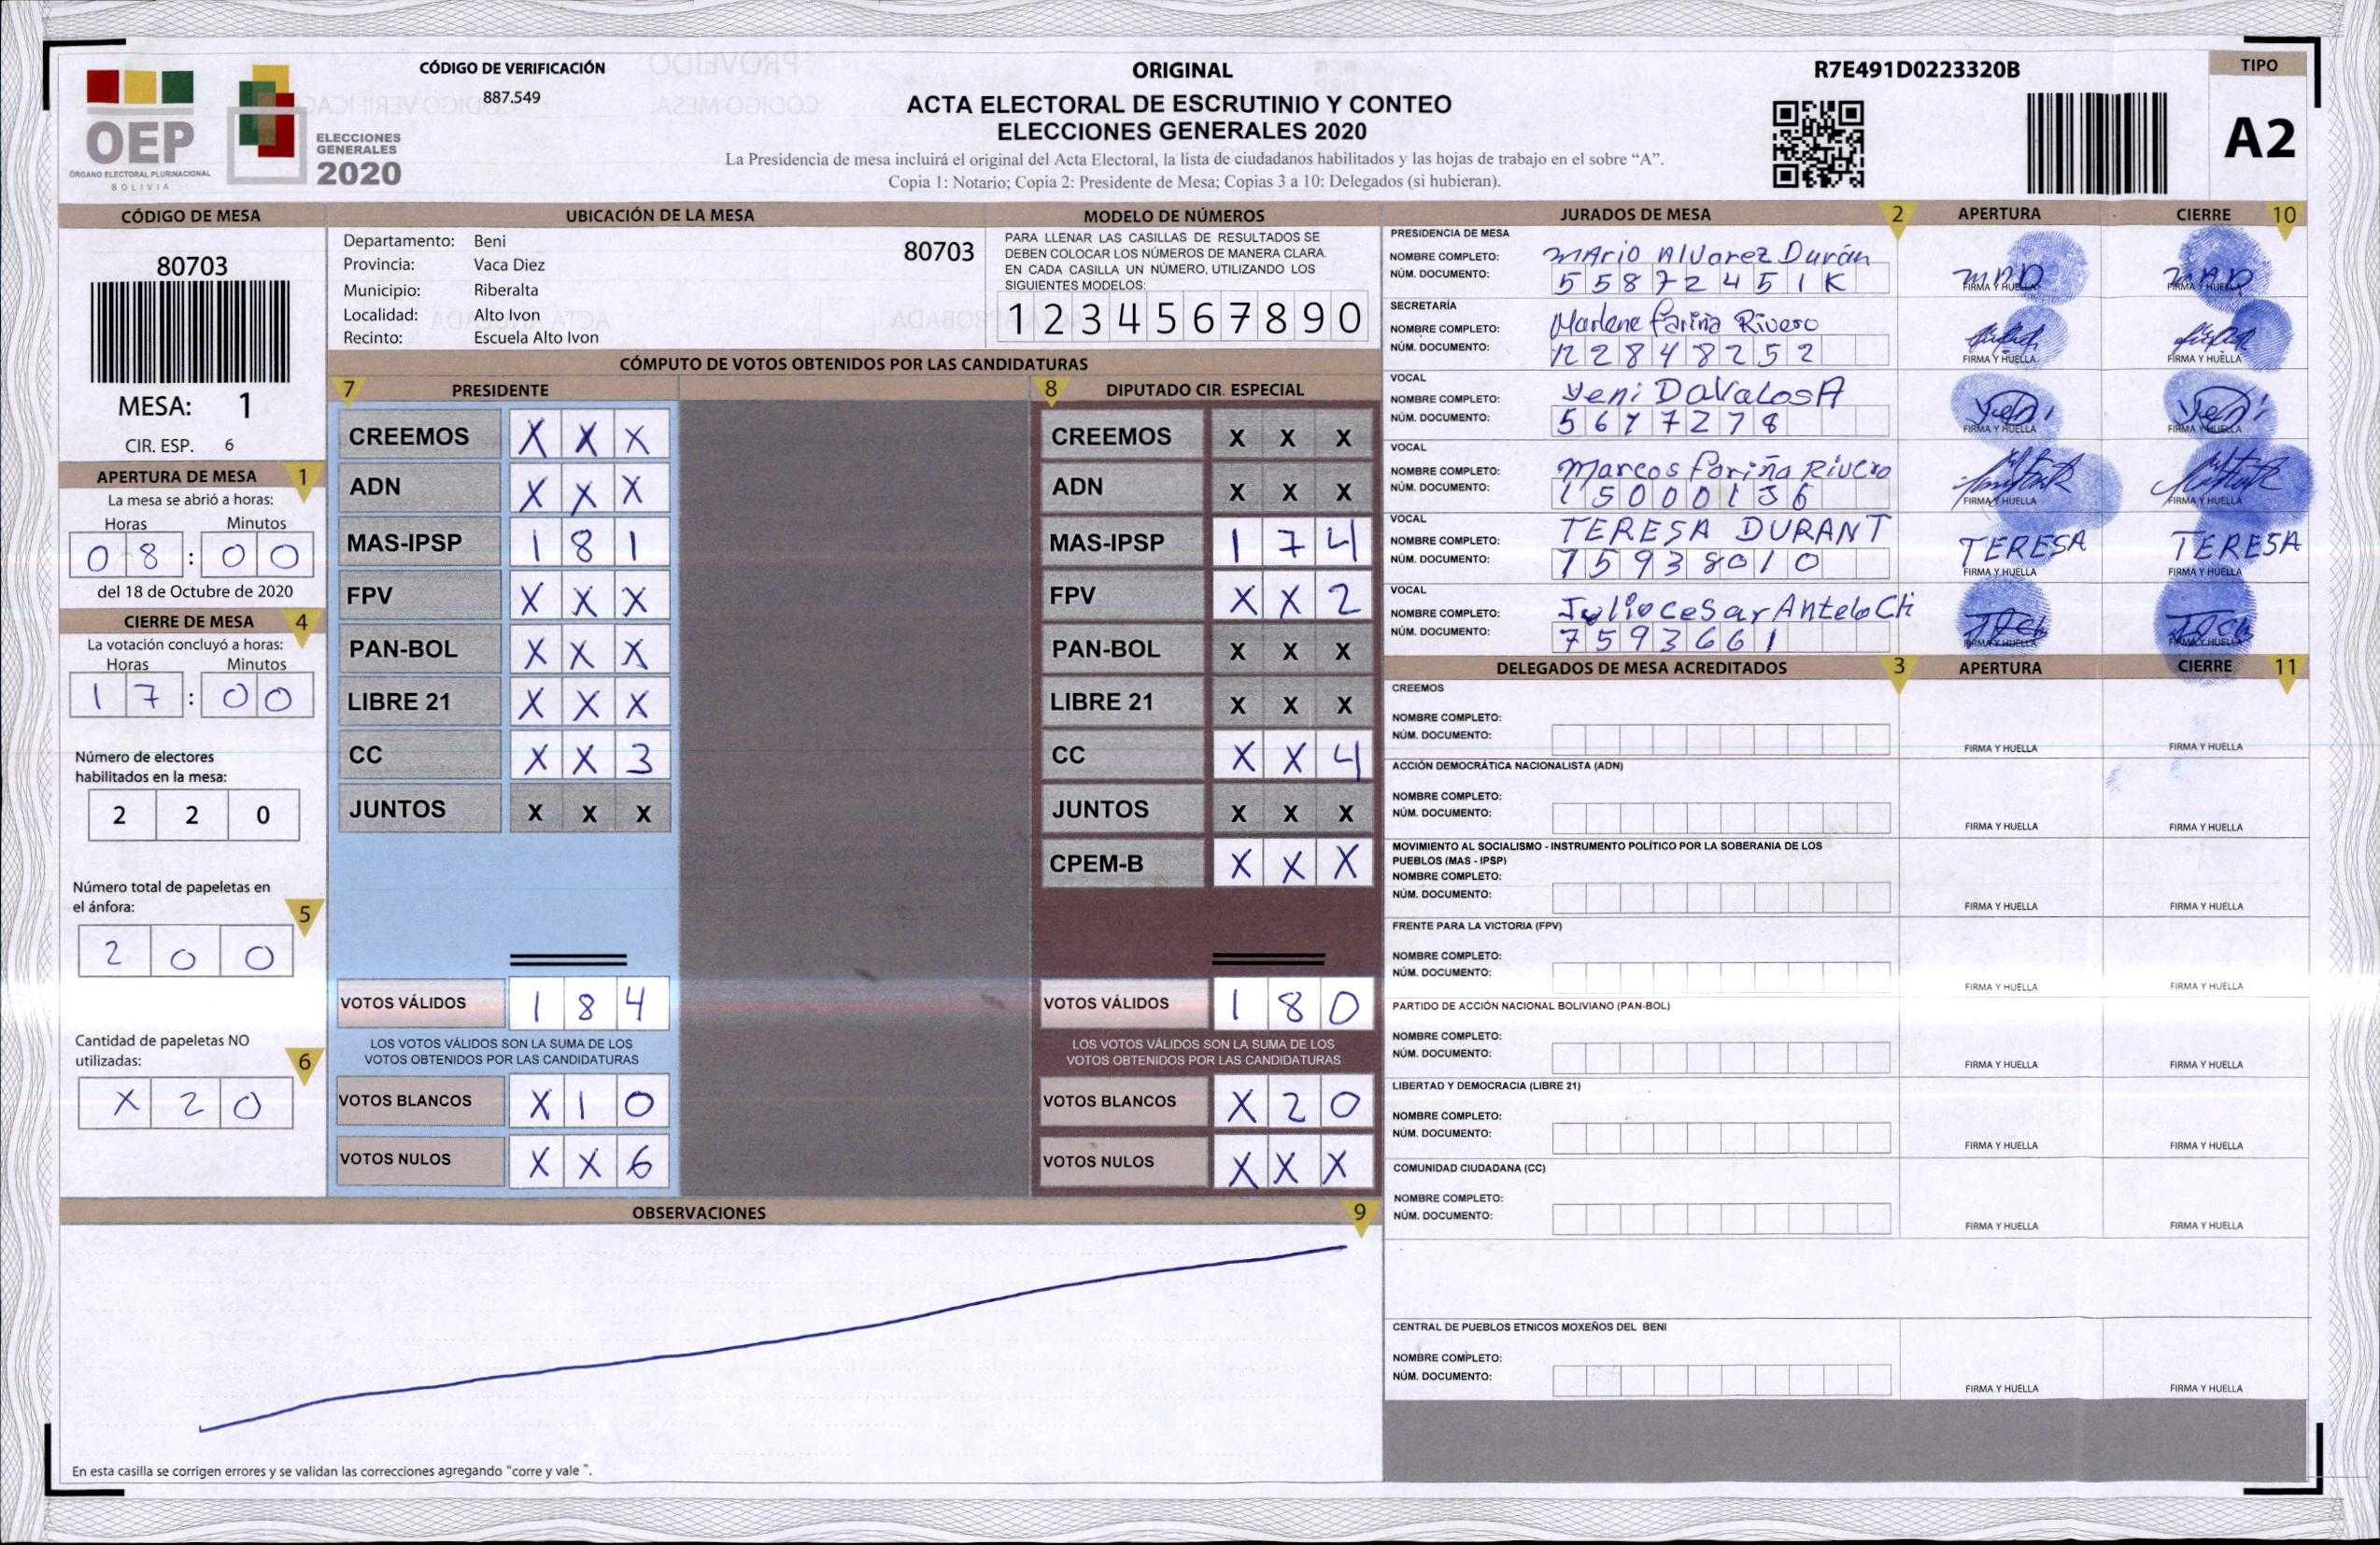 CÓDIGO DE VERIFICACIÓN
887.549
OEP
ÓRGANO ELECTORAL PLURINACIONAL
BOLIVIA
ELECCIONES
GENERALES
2020
ORIGINAL
ACTA ELECTORAL DE ESCRUTINIO Y CONTEO
ELECCIONES GENERALES 2020
La Presidencia de mesa incluirá el original del Acta Electoral, la lista de ciudadanos habilitados y las hojas de trabajo en el sobre “A”.
Copia 1: Notario; Copia 2: Presidente de Mesa; Copias 3 a 10: Delegados (si hubieran).
R7E491D0223320B
TIPO
A2
CÓDIGO DE MESA
80703
MESA: 1
CIR. ESP. 6
APERTURA DE MESA 1
La mesa se abrió a horas:
Horas Minutos
08 : 00
del 18 de Octubre de 2020
CIERRE DE MESA 4
La votación concluyó a horas:
Horas Minutos
17 : 00
Número de electores
habilitados en la mesa:
2 2 0
Número total de papeletas en
el ánfora: 5
2 0 0
Cantidad de papeletas NO
utilizadas: 6
X 2 0
UBICACIÓN DE LA MESA
Departamento: Beni 80703
Provincia: Vaca Diez
Municipio: Riberalta
Localidad: Alto Ivon
Recinto: Escuela Alto Ivon
MODELO DE NÚMEROS
PARA LLENAR LAS CASILLAS DE RESULTADOS SE
DEBEN COLOCAR LOS NÚMEROS DE MANERA CLARA.
EN CADA CASILLA UN NÚMERO, UTILIZANDO LOS
SIGUIENTES MODELOS:
1 2 3 4 5 6 7 8 9 0
CÓMPUTO DE VOTOS OBTENIDOS POR LAS CANDIDATURAS
7 PRESIDENTE
CREEMOS X X X
ADN X X X
MAS-IPSP 1 8 1
FPV X X X
PAN-BOL X X X
LIBRE 21 X X X
CC X X 3
JUNTOS X X X
VOTOS VÁLIDOS 1 8 4
LOS VOTOS VÁLIDOS SON LA SUMA DE LOS
VOTOS OBTENIDOS POR LAS CANDIDATURAS
VOTOS BLANCOS X 1 0
VOTOS NULOS X X 6
8 DIPUTADO CIR. ESPECIAL
CREEMOS X X X
ADN X X X
MAS-IPSP 1 7 4
FPV X X 2
PAN-BOL X X X
LIBRE 21 X X X
CC X X 4
JUNTOS X X X
CPEM-B X X X
VOTOS VÁLIDOS 1 8 0
LOS VOTOS VÁLIDOS SON LA SUMA DE LOS
VOTOS OBTENIDOS POR LAS CANDIDATURAS
VOTOS BLANCOS X 2 0
VOTOS NULOS X X X
OBSERVACIONES 9
En esta casilla se corrigen errores y se validan las correcciones agregando “corre y vale ”.
JURADOS DE MESA 2 APERTURA CIERRE 10
PRESIDENCIA DE MESA
NOMBRE COMPLETO: Mario Alvarez Durán
NÚM. DOCUMENTO: 55872451K
FIRMA Y HUELLA FIRMA Y HUELLA
SECRETARÍA
NOMBRE COMPLETO: Marlene Fariña Rivero
NÚM. DOCUMENTO: 12848252
FIRMA Y HUELLA FIRMA Y HUELLA
VOCAL
NOMBRE COMPLETO: Yeni DavalosA
NÚM. DOCUMENTO: 5617278
FIRMA Y HUELLA FIRMA Y HUELLA
VOCAL
NOMBRE COMPLETO: Marcos Fariña Rivero
NÚM. DOCUMENTO: 15000136
FIRMA Y HUELLA FIRMA Y HUELLA
VOCAL
NOMBRE COMPLETO: TERESA DURANT
NÚM. DOCUMENTO: 75938010
TERESA TERESA
FIRMA Y HUELLA FIRMA Y HUELLA
VOCAL
NOMBRE COMPLETO: Julio cesar Antelo Ch
NÚM. DOCUMENTO: 7593661
FIRMA Y HUELLA FIRMA Y HUELLA
DELEGADOS DE MESA ACREDITADOS 3 APERTURA CIERRE 11
CREEMOS
NOMBRE COMPLETO:
NÚM. DOCUMENTO:
FIRMA Y HUELLA FIRMA Y HUELLA
ACCIÓN DEMOCRÁTICA NACIONALISTA (ADN)
NOMBRE COMPLETO:
NÚM. DOCUMENTO:
FIRMA Y HUELLA FIRMA Y HUELLA
MOVIMIENTO AL SOCIALISMO - INSTRUMENTO POLÍTICO POR LA SOBERANIA DE LOS
PUEBLOS (MAS - IPSP)
NOMBRE COMPLETO:
NÚM. DOCUMENTO:
FIRMA Y HUELLA FIRMA Y HUELLA
FRENTE PARA LA VICTORIA (FPV)
NOMBRE COMPLETO:
NÚM. DOCUMENTO:
FIRMA Y HUELLA FIRMA Y HUELLA
PARTIDO DE ACCIÓN NACIONAL BOLIVIANO (PAN-BOL)
NOMBRE COMPLETO:
NÚM. DOCUMENTO:
FIRMA Y HUELLA FIRMA Y HUELLA
LIBERTAD Y DEMOCRACIA (LIBRE 21)
NOMBRE COMPLETO:
NÚM. DOCUMENTO:
FIRMA Y HUELLA FIRMA Y HUELLA
COMUNIDAD CIUDADANA (CC)
NOMBRE COMPLETO:
NÚM. DOCUMENTO:
FIRMA Y HUELLA FIRMA Y HUELLA
CENTRAL DE PUEBLOS ETNICOS MOXEÑOS DEL BENI
NOMBRE COMPLETO:
NÚM. DOCUMENTO:
FIRMA Y HUELLA FIRMA Y HUELLA